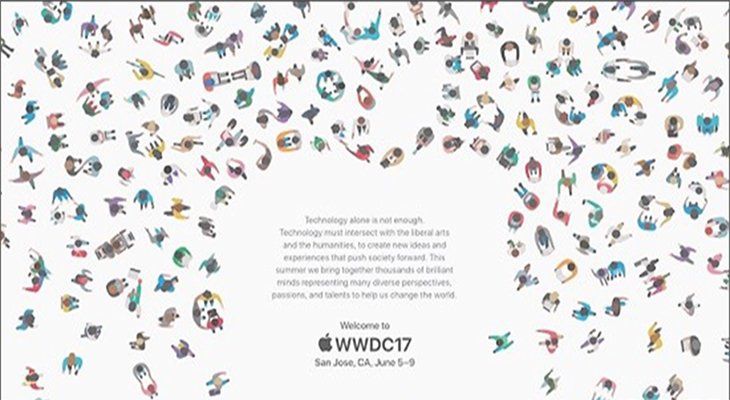 Technology alone is not enough.
Technology must intersect with the liberal arts
and the humanities, to create new ideas and
experiences that push society forward. This
summer we bring together thousands of brilliant
minds representing many diverse perspectives,
passions, and talents to help us change the world.
Welcome to
WWDC17
San Jose, CA, June 5–9